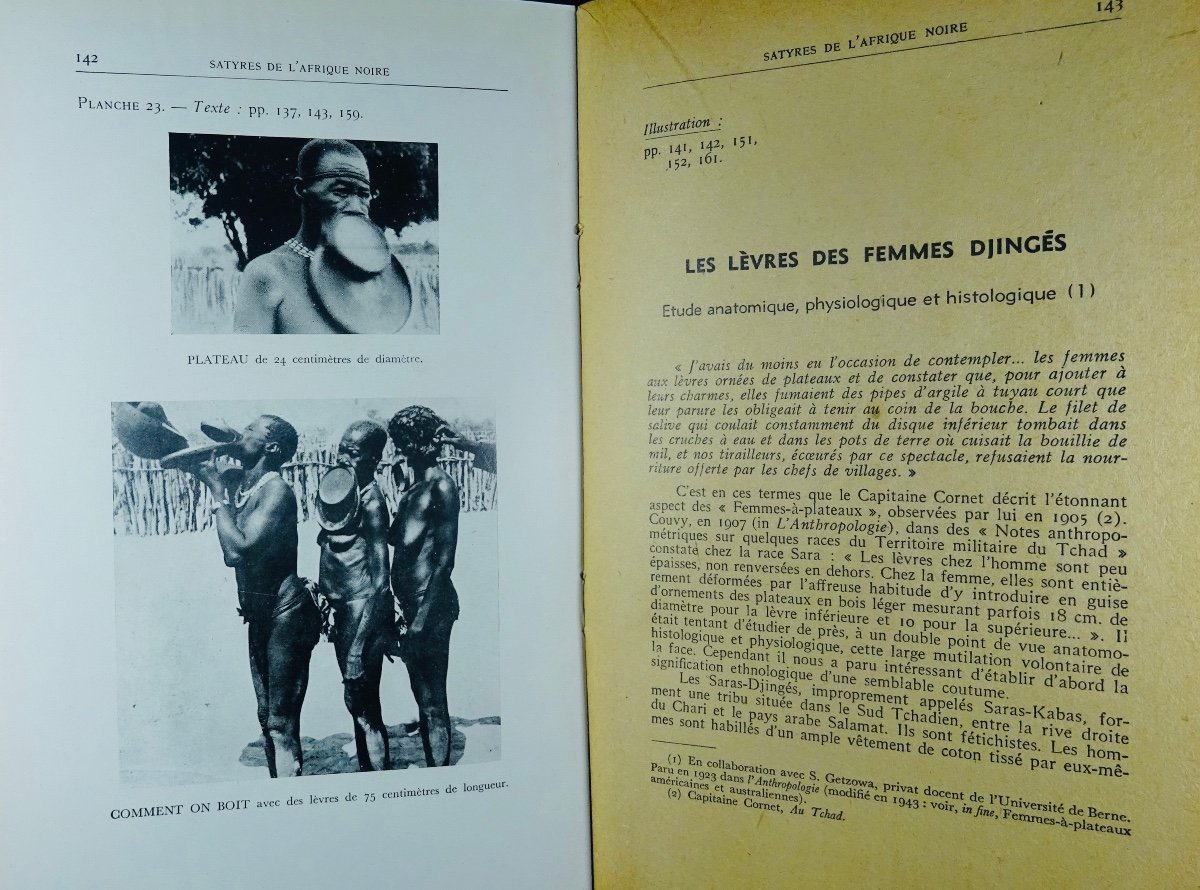 142
SATYRES DE L'AFRIQUE NOIRE
PLANCHE 23. — Texte : pp. 137, 143, 159.
PLATEAU de 24 centimètres de diamètre.
COMMENT ON BOIT avec des lèvres de 75 centimètres de longueur.
143
SATYRES DE L'AFRIQUE NOIRE
Illustration :
pp. 141, 142, 151,
152, 161.
LES LÈVRES DES FEMMES DJINGÉS
Etude anatomique, physiologique et histologique (1)
« J'avais du moins eu l'occasion de contempler... les femmes
aux lèvres ornées de plateaux et de constater que, pour ajouter à
leurs charmes, elles fumaient des pipes d'argile à tuyau court que
leur parure les obligeait à tenir au coin de la bouche. Le filet de
salive qui coulait constamment du disque inférieur tombait dans
les cruches à eau et dans les pots de terre où cuisait la bouillie de
mil, et nos tirailleurs, écœurés par ce spectacle, refusaient la nour-
riture offerte par les chefs de villages. »
C'est en ces termes que le Capitaine Cornet décrit l'étonnant
aspect des « Femmes-à-plateaux », observées par lui en 1905 (2).
Couvy, en 1907 (in L'Anthropologie), dans des « Notes anthropo-
métriques sur quelques races du Territoire militaire du Tchad »
constate chez la race Sara : « Les lèvres chez l'homme sont peu
épaisses, non renversées en dehors. Chez la femme, elles sont entiè-
rement déformées par l'affreuse habitude d'y introduire en guise
d'ornements des plateaux en bois léger mesurant parfois 18 cm. de
diamètre pour la lèvre inférieure et 10 pour la supérieure... ». Il
était tentant d'étudier de près, à un double point de vue anatomo-
histologique et physiologique, cette large mutilation volontaire de
la face. Cependant il nous a paru intéressant d'établir d'abord la
signification ethnologique d'une semblable coutume.
Les Saras-Djingés, improprement appelés Saras-Kabas, for-
ment une tribu située dans le Sud Tchadien, entre la rive droite
du Chari et le pays arabe Salamat. Ils sont fétichistes. Les hom-
mes sont habillés d'un ample vêtement de coton tissé par eux-mê-
(1) En collaboration avec S. Getzowa, privat docent de l'Université de Berne.
Paru en 1923 dans l'Anthropologie (modifié en 1943 : voir, in fine, Femmes-à-plateaux
américaines et australiennes).
(2) Capitaine Cornet, Au Tchad.